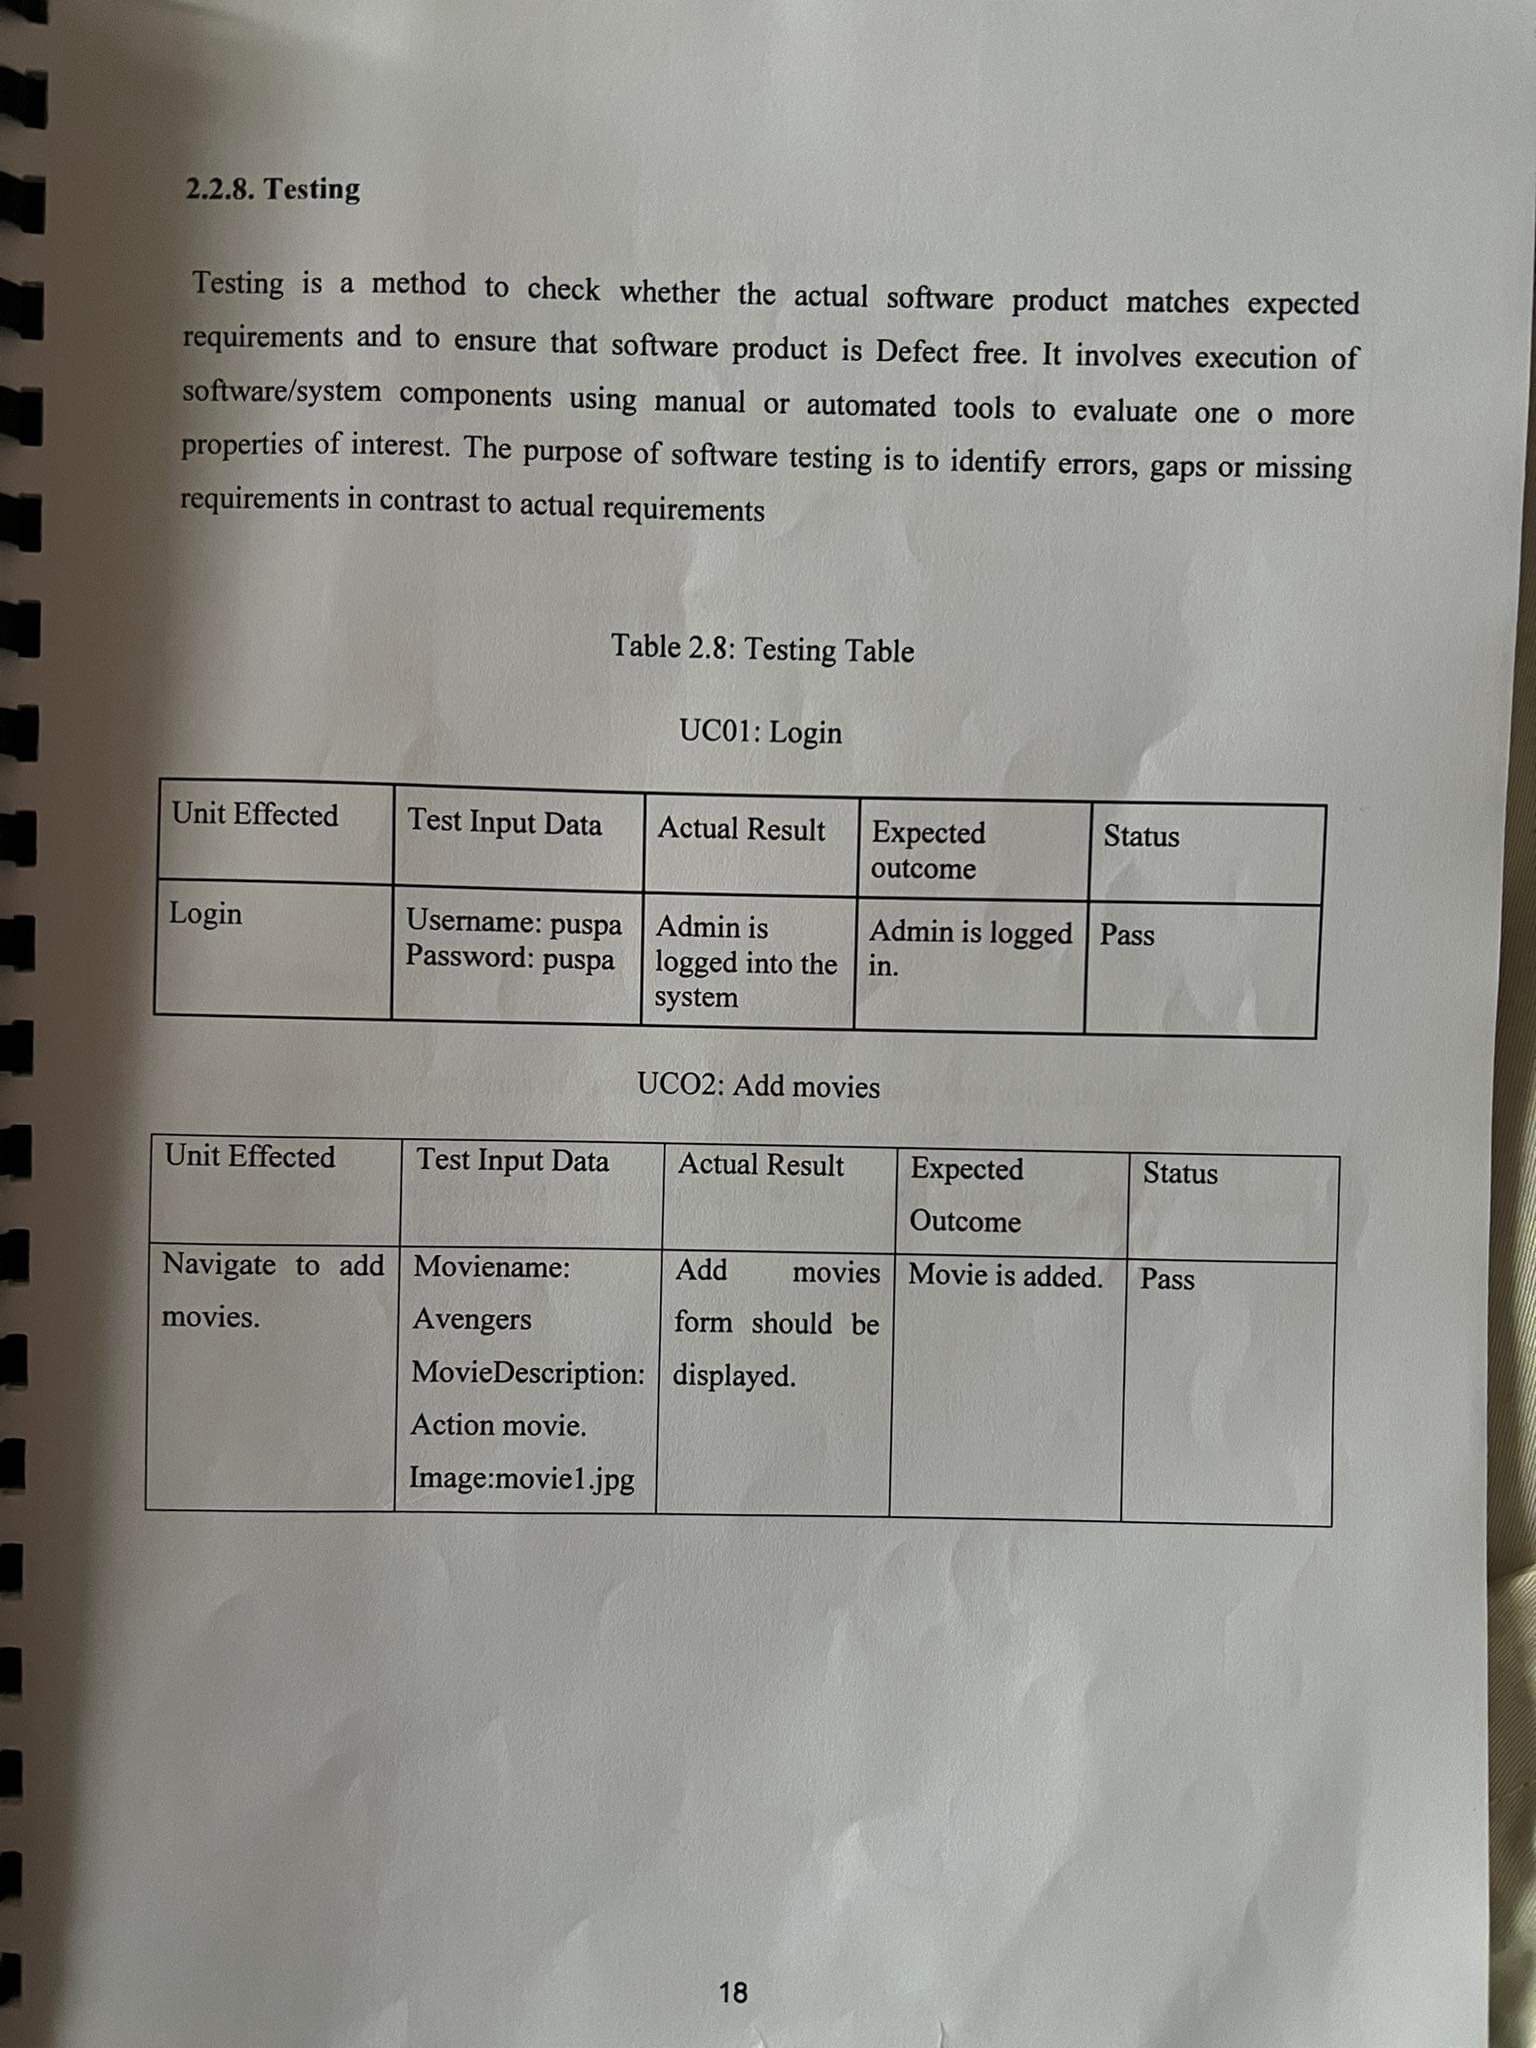 2.2.8. Testing
Testing is a method to check whether the actual software product matches expected
requirements and to ensure that software product is Defect free. It involves execution of
software/system components using manual or automated tools to evaluate one o more
properties of interest. The purpose of software testing is to identify errors, gaps or missing
requirements in contrast to actual requirements
Table 2.8: Testing Table
UC01: Login
Unit Effected
Test Input Data
Actual Result
Expected
outcome
Status
Login
Username: puspa
Password: puspa
Admin is
logged into the
system
Admin is logged
in.
Pass
UCO2: Add movies
Unit Effected
Test Input Data
Actual Result
Expected
Outcome
Status
Navigate to add
movies.
Moviename:
Avengers
MovieDescription:
Action movie.
Image:movie1.jpg
Add movies
form should be
displayed.
Movie is added.
Pass
18